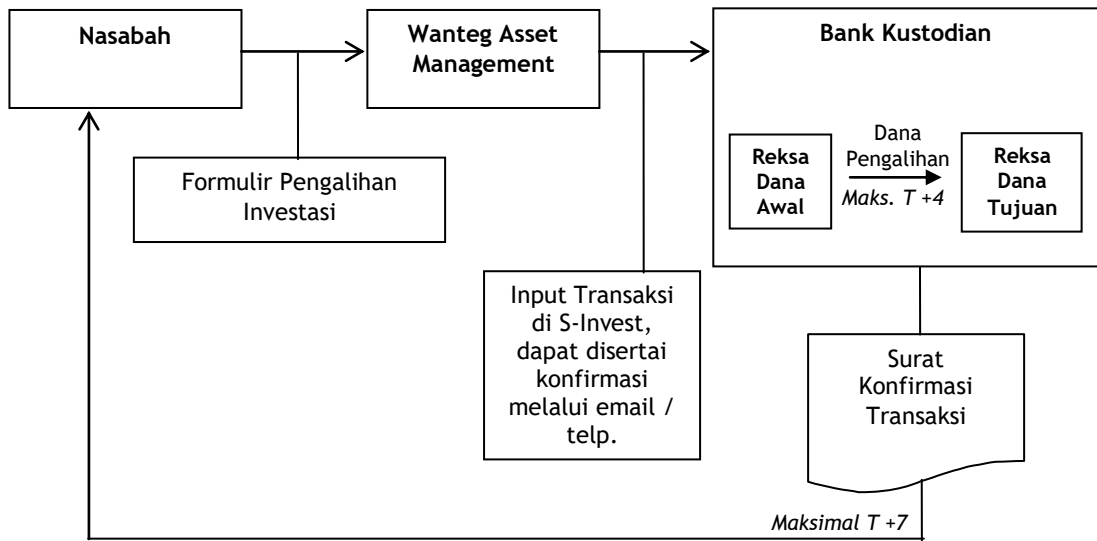 Nasabah
Wanteg Asset
Management
Bank Kustodian
Formulir Pengalihan
Investasi
Input Transaksi
di S-Invest,
dapat disertai
konfirmasi
melalui email /
telp.
Reksa
Dana
Awal
Dana
Pengalihan
Maks. T +4
Reksa
Dana
Tujuan
Surat
Konfirmasi
Transaksi
Maksimal T +7